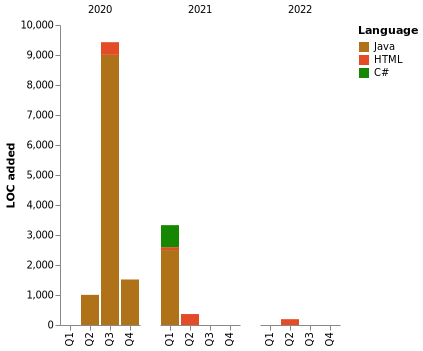 2020 2021 2022
Language
Java
HTML
C#
LOC added
10,000
9,000
8,000
7,000
6,000
5,000
4,000
3,000
2,000
1,000
0
Q1 Q2 Q3 Q4 Q1 Q2 Q3 Q4 Q1 Q2 Q3 Q4